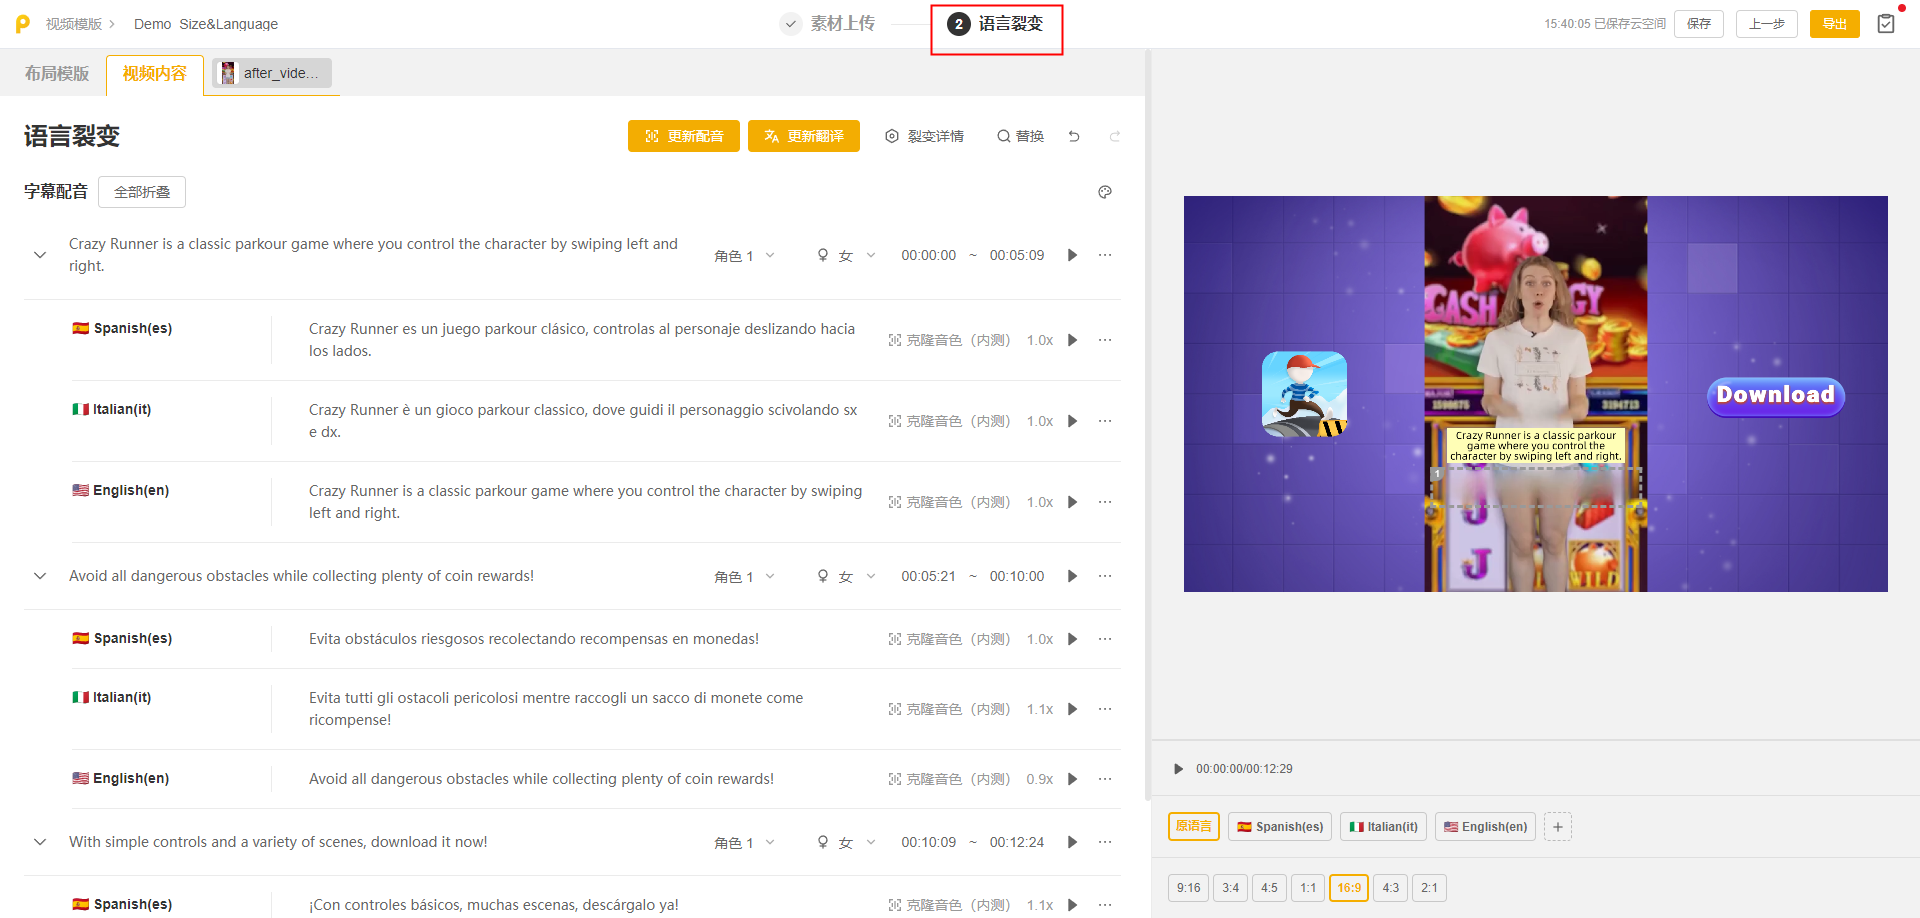 视频模版 Demo Size&Language
素材上传
2 语言裂变
15:40:05 已保存云空间 保存 上一步 导出
布局模版 视频内容 after_vide...
语言裂变
更新配音 更新翻译 裂变详情 替换
字幕配音 全部折叠
Crazy Runner is a classic parkour game where you control the character by swiping left and
right.
角色 1 女 00:00:00 ~ 00:05:09
Spanish(es)
Crazy Runner es un juego parkour clásico, controlas al personaje deslizando hacia
los lados.
克隆音色（内测） 1.0x
Italian(it)
Crazy Runner è un gioco parkour classico, dove guidi il personaggio scivolando sx
e dx.
克隆音色（内测） 1.0x
English(en)
Crazy Runner is a classic parkour game where you control the character by swiping
left and right.
克隆音色（内测） 1.0x
Avoid all dangerous obstacles while collecting plenty of coin rewards!
角色 1 女 00:05:21 ~ 00:10:00
Spanish(es)
Evita obstáculos riesgosos recolectando recompensas en monedas!
克隆音色（内测） 1.0x
Italian(it)
Evita tutti gli ostacoli pericolosi mentre raccogli un sacco di monete come
ricompense!
克隆音色（内测） 1.1x
English(en)
Avoid all dangerous obstacles while collecting plenty of coin rewards!
克隆音色（内测） 0.9x
With simple controls and a variety of scenes, download it now!
角色 1 女 00:10:09 ~ 00:12:24
Spanish(es)
¡Con controles básicos, muchas escenas, descárgalo ya!
克隆音色（内测） 1.1x
CASH
GY
1598675
3194713
Download
Crazy Runner is a classic parkour
game where you control the
character by swiping left and right.
1
J
J
WILD
00:00:00/00:12:29
原语言 Spanish(es) Italian(it) English(en) +
9:16 3:4 4:5 1:1 16:9 4:3 2:1